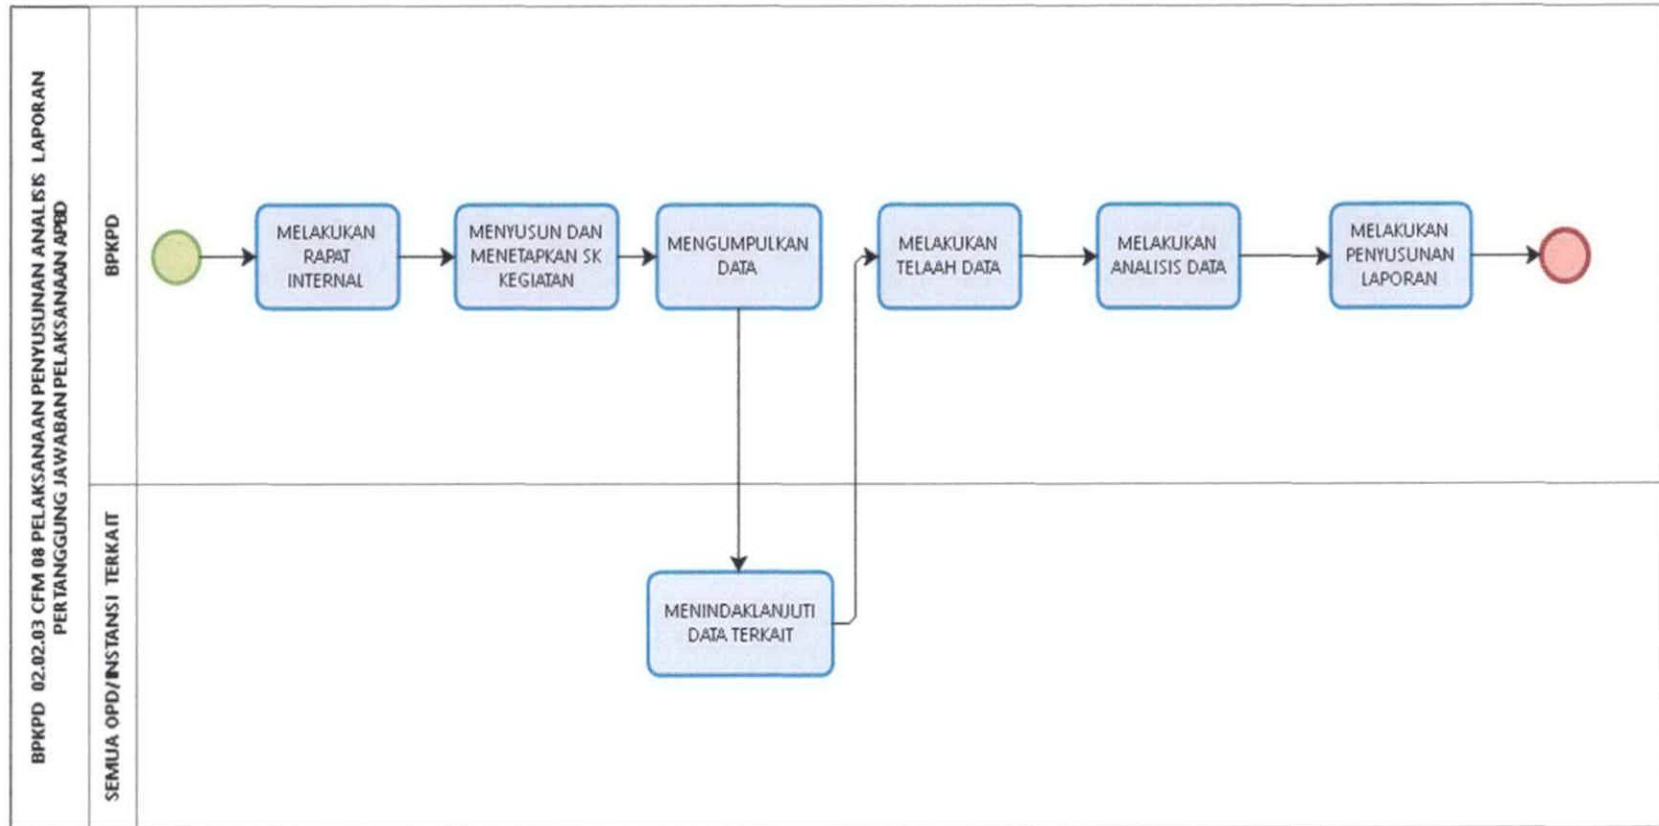 BPKPD 02.02.03 CFM 08 PELAKSANAAN PENYUSUNAN ANALISIS LAPORAN
PERTANGGUNG JAWABAN PELAKSANAAN APBD
BPKPD
MELAKUKAN
RAPAT
INTERNAL
MENYUSUN DAN
MENETAPKAN SK
KEGIATAN
MENGUMPULKAN
DATA
MELAKUKAN
TELAAH DATA
MELAKUKAN
ANALISIS DATA
MELAKUKAN
PENYUSUNAN
LAPORAN
SEMUA OPD/INSTANSI TERKAIT
MENINDAKLANJUTI
DATA TERKAIT